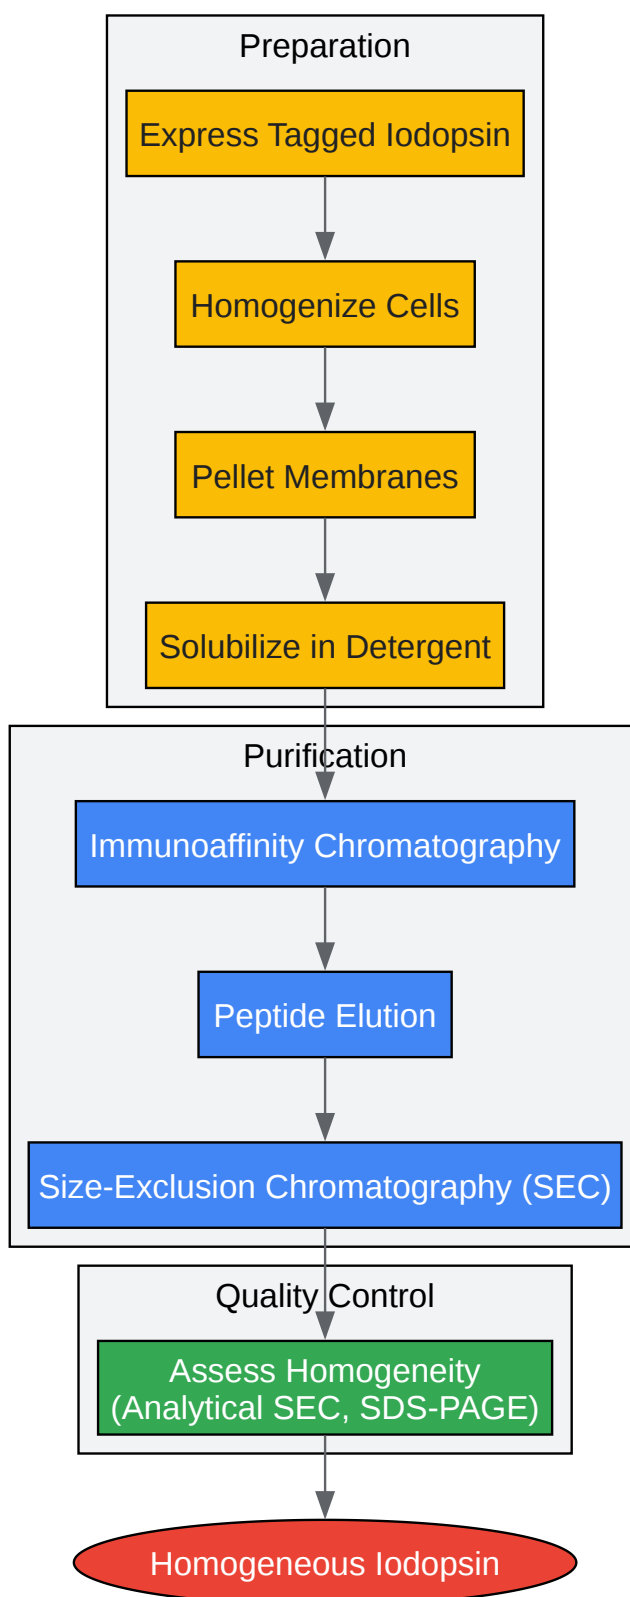 Preparation
Express Tagged Iodopsin
Homogenize Cells
Pellet Membranes
Solubilize in Detergent
Purification
Immunoaffinity Chromatography
Peptide Elution
Size-Exclusion Chromatography (SEC)
Quality Control
Assess Homogeneity
(Analytical SEC, SDS-PAGE)
Homogeneous Iodopsin